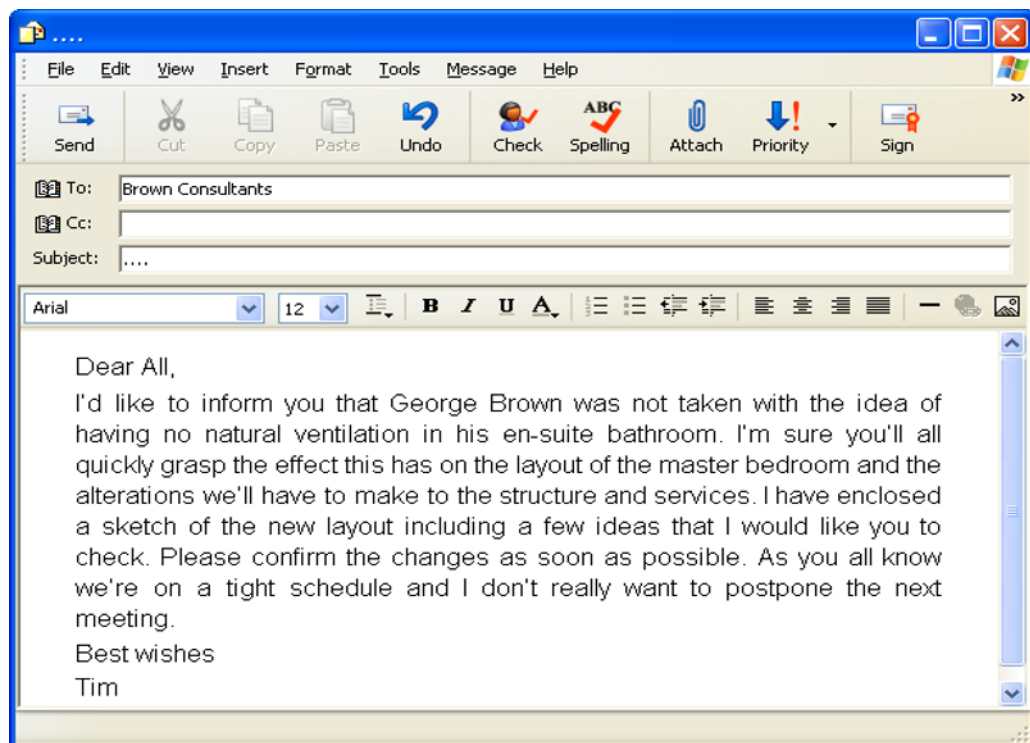 ....
File Edit View Insert Format Tools Message Help
»
Send Cut Copy Paste Undo Check Spelling Attach Priority Sign
ABC
To: Brown Consultants
Cc:
Subject: ....
Arial 12 B I U A
Dear All,
I'd like to inform you that George Brown was not taken with the idea of
having no natural ventilation in his en-suite bathroom. I'm sure you'll all
quickly grasp the effect this has on the layout of the master bedroom and the
alterations we'll have to make to the structure and services. I have enclosed
a sketch of the new layout including a few ideas that I would like you to
check. Please confirm the changes as soon as possible. As you all know
we're on a tight schedule and I don't really want to postpone the next
meeting.
Best wishes
Tim